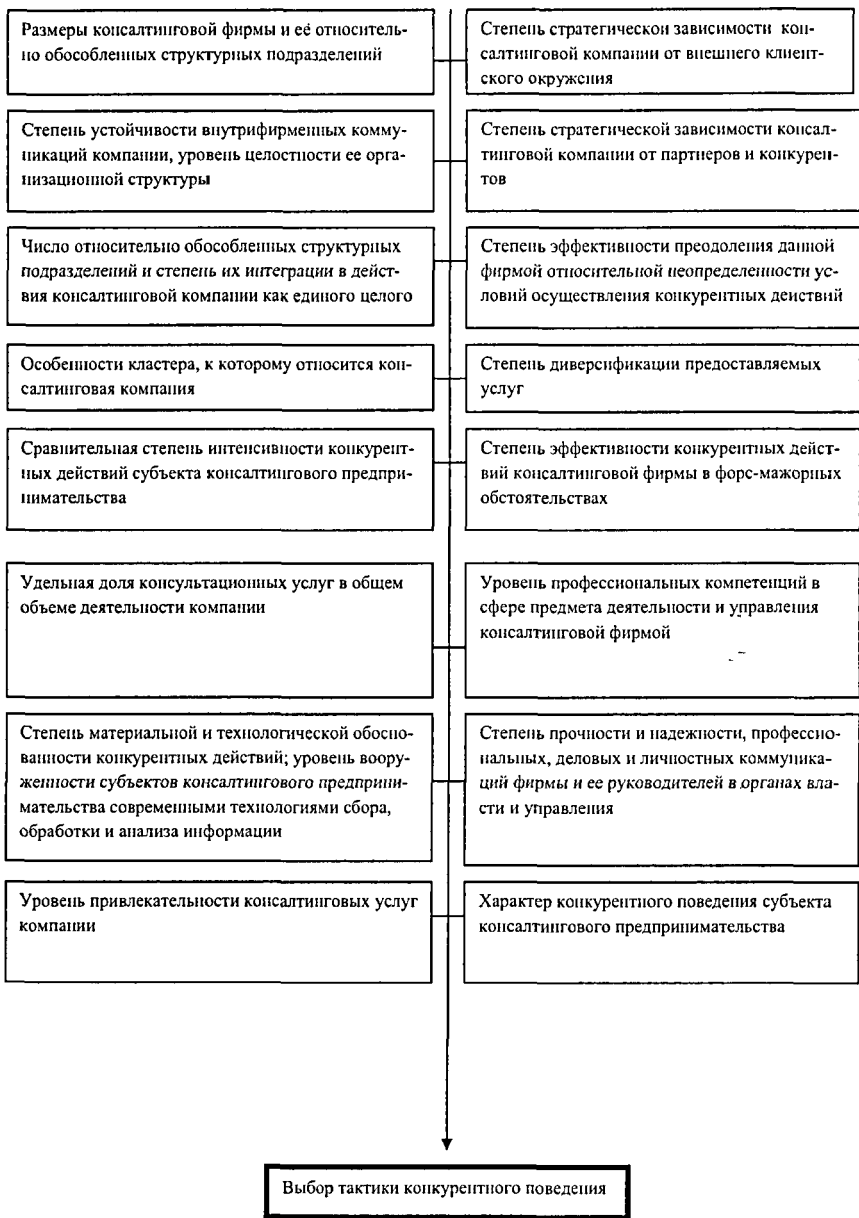 Размеры консалтинговой фирмы и её относитель-
но обособленных структурных подразделений
Степень стратегической зависимости кон-
салтинговой компании от внешнего клиент-
ского окружения
Степень устойчивости внутрифирменных комму-
никаций компании, уровень целостности ее орга-
низационной структуры
Степень стратегической зависимости консал-
тинговой компании от партнеров и конкурен-
тов
Число относительно обособленных структурных
подразделений и степень их интеграции в дейст-
вия консалтинговой компании как единого целого
Степень эффективности преодоления данной
фирмой относительной неопределенности ус-
ловий осуществления конкурентных действий
Особенности кластера, к которому относится кон-
салтинговая компания
Степень диверсификации предоставляемых
услуг
Сравнительная степень интенсивности конкурент-
ных действий субъекта консалтингового предпри-
нимательства
Степень эффективности конкурентных дейст-
вий консалтинговой фирмы в форс-мажорных
обстоятельствах
Удельная доля консультационных услуг в общем
объеме деятельности компании
Уровень профессиональных компетенций в
сфере предмета деятельности и управления
консалтинговой фирмой
Степень материальной и технологической обосно-
ванности конкурентных действий; уровень воору-
женности субъектов консалтингового предприни-
мательства современными технологиями сбора,
обработки и анализа информации
Степень прочности и надежности, профессио-
нальных, деловых и личностных коммуника-
ций фирмы и ее руководителей в органах вла-
сти и управления
Уровень привлекательности консалтинговых услуг
компании
Характер конкурентного поведения субъекта
консалтингового предпринимательства
Выбор тактики конкурентного поведения